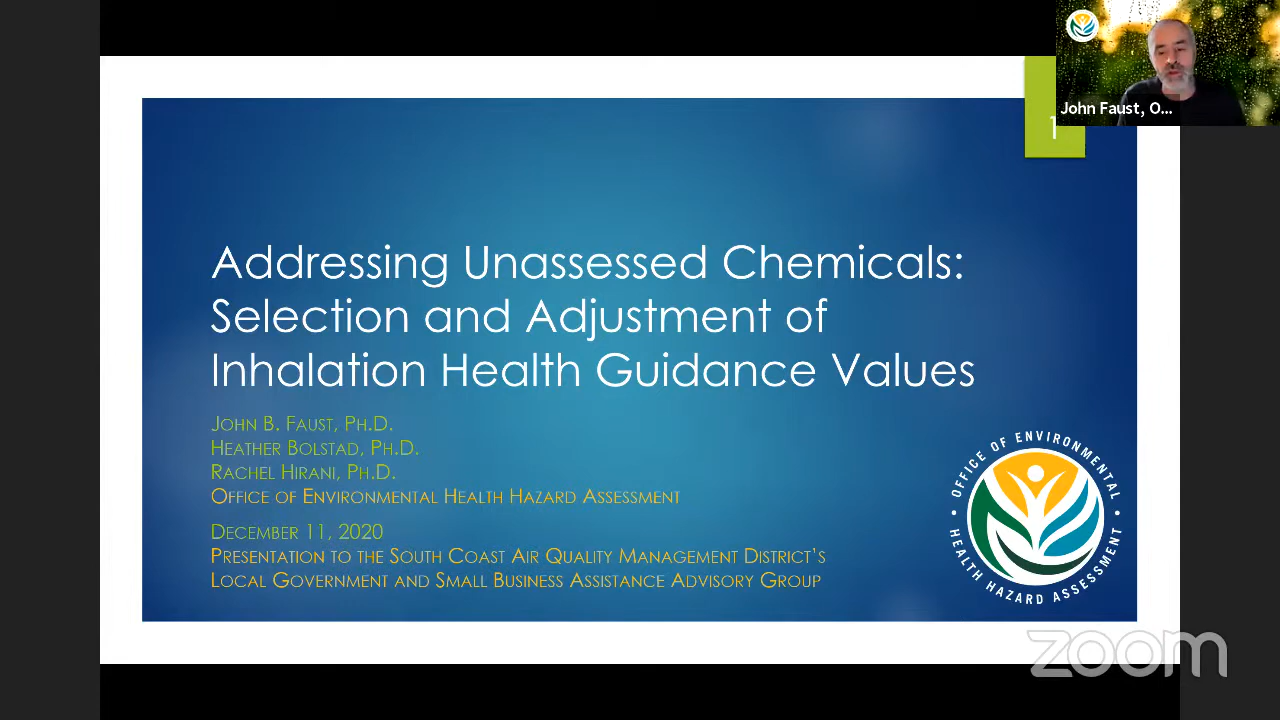 John Faust, O...
1
Addressing Unassessed Chemicals:
Selection and Adjustment of
Inhalation Health Guidance Values
John B. Faust, Ph.D.
Heather Bolstad, Ph.D.
Rachel Hirani, Ph.D.
Office of Environmental Health Hazard Assessment
December 11, 2020
Presentation to the South Coast Air Quality Management District's
Local Government and Small Business Assistance Advisory Group
OFFICE OF ENVIRONMENTAL
HEALTH HAZARD ASSESSMENT
zoom